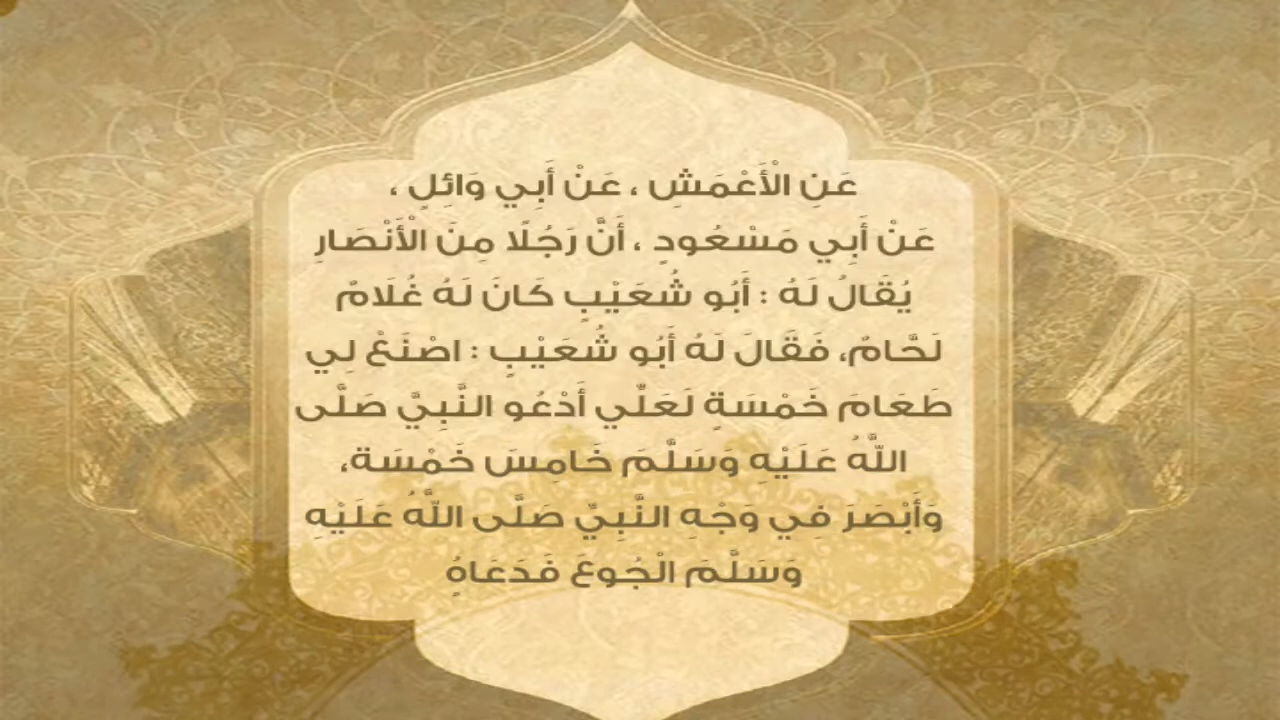 عَنِ الْأَعْمَشِ ، عَنْ أَبِي وَائِلٍ ،
عَنْ أَبِي مَسْعُودٍ ، أَنَّ رَجُلًا مِنَ الْأَنْصَارِ
يُقَالُ لَهُ : أَبُو شُعَيْبٍ كَانَ لَهُ غُلَامٌ
لَحَّامٌ، فَقَالَ لَهُ أَبُو شُعَيْبٍ : اصْنَعْ لِي
طَعَامَ خَمْسَةٍ لَعَلِّي أَدْعُو النَّبِيَّ صَلَّى
اللَّهُ عَلَيْهِ وَسَلَّمَ خَامِسَ خَمْسَة،
وَأَبْصَرَ فِي وَجْهِ النَّبِيِّ صَلَّى اللَّهُ عَلَيْهِ
وَسَلَّمَ الْجُوعَ فَدَعَاهُ